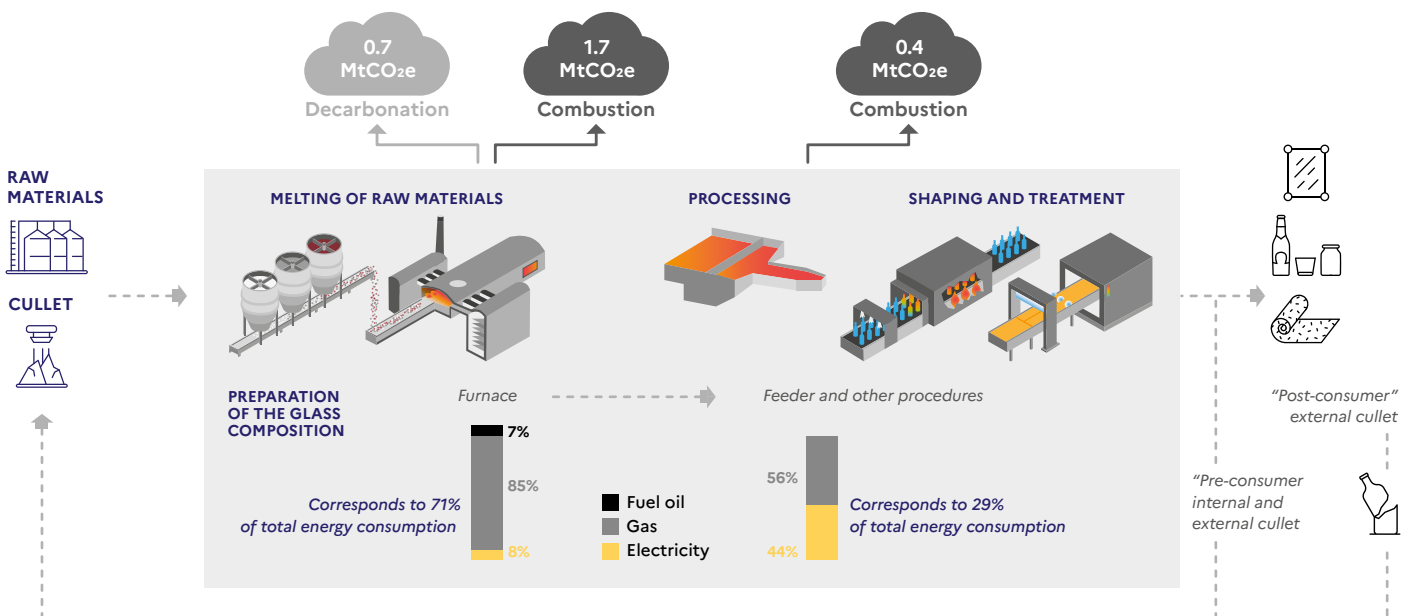 0.7
MtCO₂e
Decarbonation
1.7
MtCO₂e
Combustion
0.4
MtCO₂e
Combustion
RAW
MATERIALS
CULLET
MELTING OF RAW MATERIALS
PROCESSING
SHAPING AND TREATMENT
PREPARATION
OF THE GLASS
COMPOSITION
Furnace
Feeder and other procedures
7%
85%
8%
Corresponds to 71%
of total energy consumption
Fuel oil
Gas
Electricity
56%
44%
Corresponds to 29%
of total energy consumption
“Post-consumer”
external cullet
“Pre-consumer
internal and
external cullet